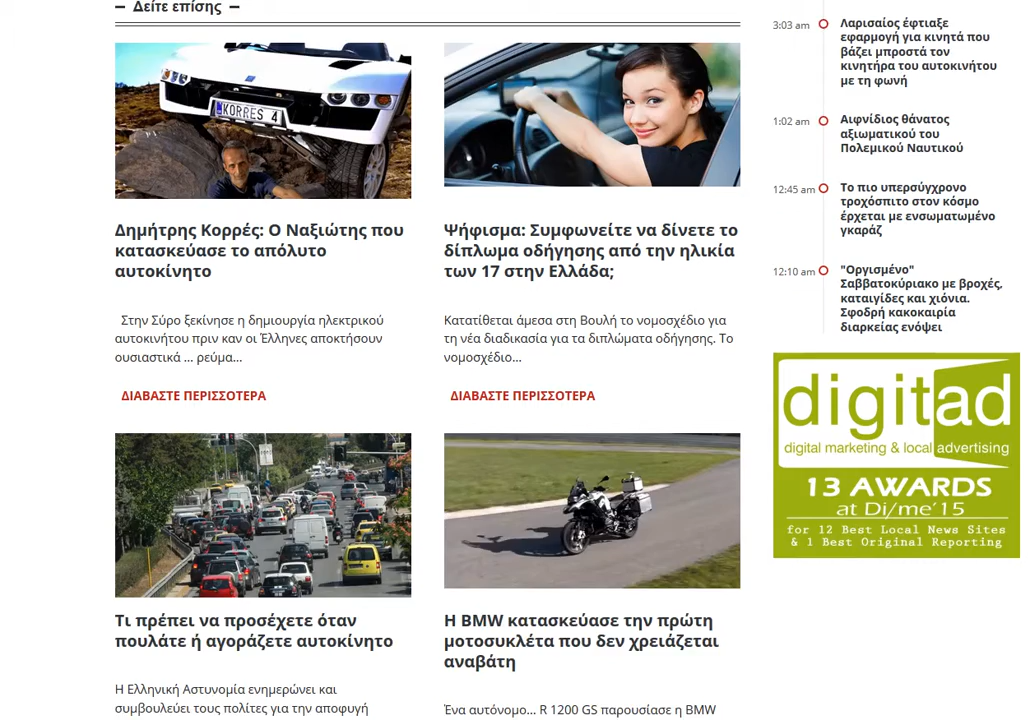 Δείτε επίσης
KORRES 4
Δημήτρης Κορρές: Ο Ναξιώτης που
κατασκεύασε το απόλυτο
αυτοκίνητο
Στην Σύρο ξεκίνησε η δημιουργία ηλεκτρικού
αυτοκινήτου πριν καν οι Έλληνες αποκτήσουν
ουσιαστικά ... ρεύμα...
ΔΙΑΒΑΣΤΕ ΠΕΡΙΣΣΟΤΕΡΑ
Ψήφισμα: Συμφωνείτε να δίνετε το
δίπλωμα οδήγησης από την ηλικία
των 17 στην Ελλάδα;
Κατατίθεται άμεσα στη Βουλή το νομοσχέδιο για
τη νέα διαδικασία για τα διπλώματα οδήγησης. Το
νομοσχέδιο...
ΔΙΑΒΑΣΤΕ ΠΕΡΙΣΣΟΤΕΡΑ
Τι πρέπει να προσέχετε όταν
πουλάτε ή αγοράζετε αυτοκίνητο
Η Ελληνική Αστυνομία ενημερώνει και
συμβουλεύει τους πολίτες για την αποφυγή
Η BMW κατασκεύασε την πρώτη
μοτοσυκλέτα που δεν χρειάζεται
αναβάτη
Ένα αυτόνομο... R 1200 GS παρουσίασε η BMW
3:03 am
Λαρισαίος έφτιαξε
εφαρμογή για κινητά που
βάζει μπροστά τον
κινητήρα του αυτοκινήτου
με τη φωνή
1:02 am
Αιφνίδιος θάνατος
αξιωματικού του
Πολεμικού Ναυτικού
12:45 am
Το πιο υπερσύγχρονο
τροχόσπιτο στον κόσμο
έρχεται με ενσωματωμένο
γκαράζ
12:10 am
"Οργισμένο"
Σαββατοκύριακο με βροχές,
καταιγίδες και χιόνια.
Σφοδρή κακοκαιρία
διαρκείας ενόψει
digitad
digital marketing & local advertising
13 AWARDS
at Di/me'15
for 12 Best Local News Sites
& 1 Best Original Reporting